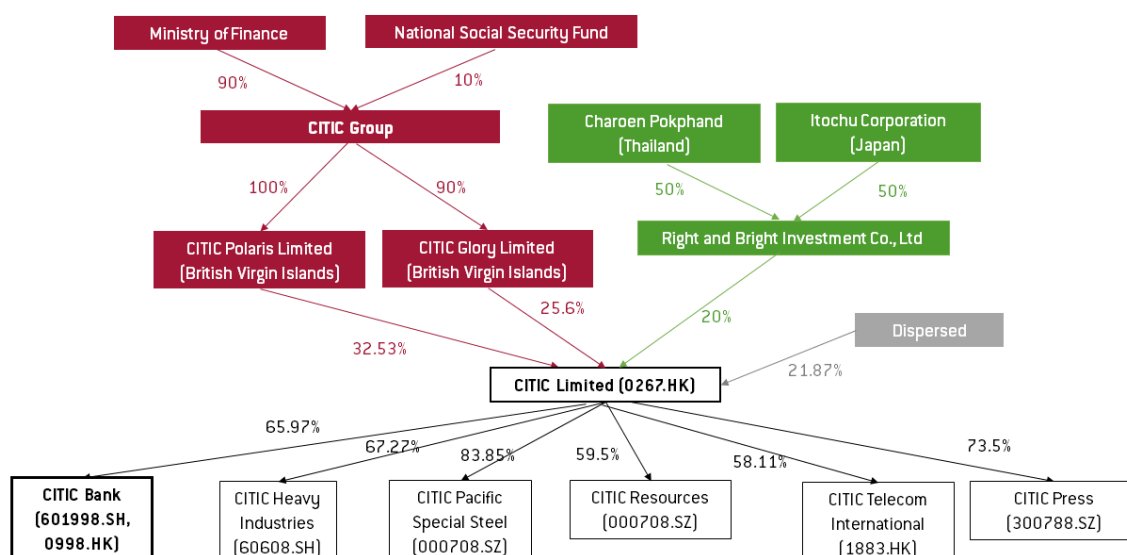 Ministry of Finance
National Social Security Fund
90%
10%
CITIC Group
Charoen Pokphand
(Thailand)
Itochu Corporation
(Japan)
100%
90%
50%
50%
CITIC Polaris Limited
(British Virgin Islands)
CITIC Glory Limited
(British Virgin Islands)
Right and Bright Investment Co., Ltd
32.53%
25.6%
20%
Dispersed
21.87%
CITIC Limited (0267.HK)
65.97%
67.27%
83.85%
59.5%
58.11%
73.5%
CITIC Bank
(601998.SH,
0998.HK)
CITIC Heavy
Industries
(60608.SH)
CITIC Pacific
Special Steel
(000708.SZ)
CITIC Resources
(000708.SZ)
CITIC Telecom
International
(1883.HK)
CITIC Press
(300788.SZ)